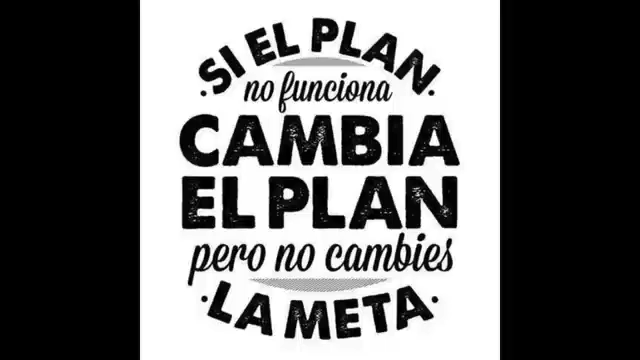 ·SI EL PLAN·
no funciona
CAMBIA
EL PLAN
pero no cambies
·LA META·